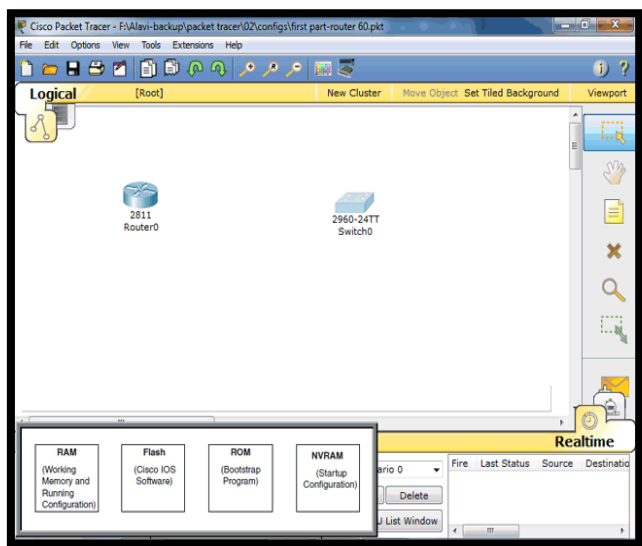 Cisco Packet Tracer - F:\Alavi-backup\packet tracer\02\configs\first part-router 60.pkt
File Edit Options View Tools Extensions Help
Logical [Root] New Cluster Move Object Set Tiled Background Viewport
2811
Router0
2960-24TT
Switch0
Realtime
RAM
(Working
Memory and
Running
Configuration)
Flash
(Cisco IOS
Software)
ROM
(Bootstrap
Program)
NVRAM
(Startup
Configuration)
ario 0
Fire Last Status Source Destinatio
Delete
U List Window